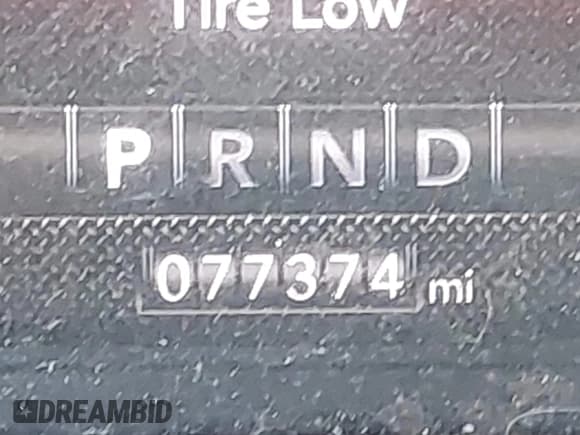 Tire Low
P R N D
077374 mi
DREAMBID